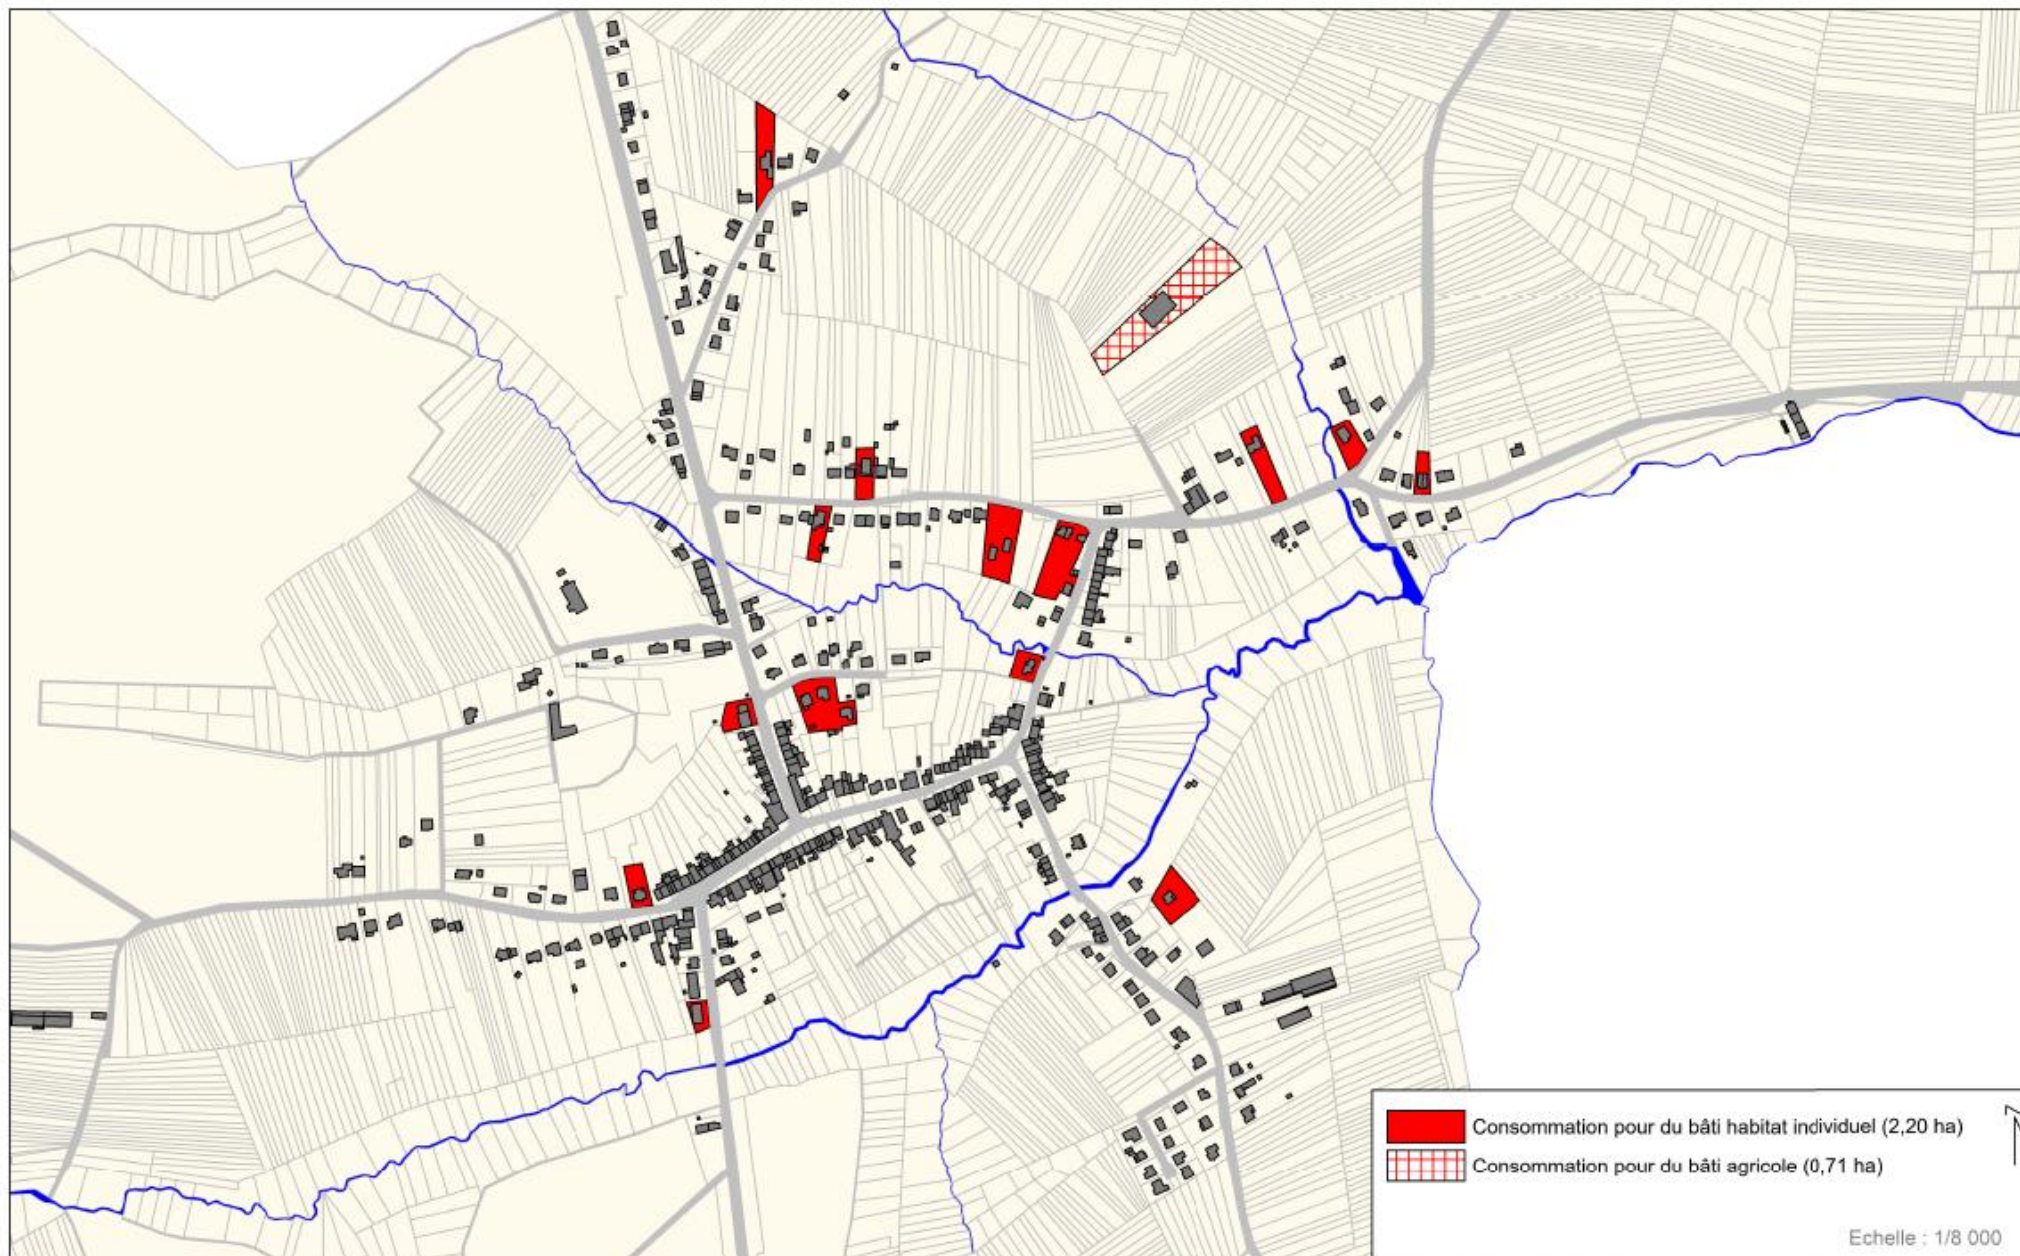 Consommation pour du bâti habitat individuel (2,20 ha)
Consommation pour du bâti agricole (0,71 ha)
Echelle : 1/8 000